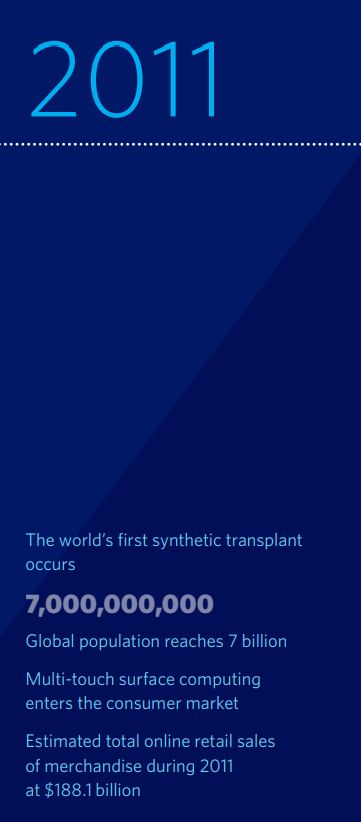 2011
The world’s first synthetic transplant
occurs
7,000,000,000
Global population reaches 7 billion
Multi-touch surface computing
enters the consumer market
Estimated total online retail sales
of merchandise during 2011
at $188.1 billion